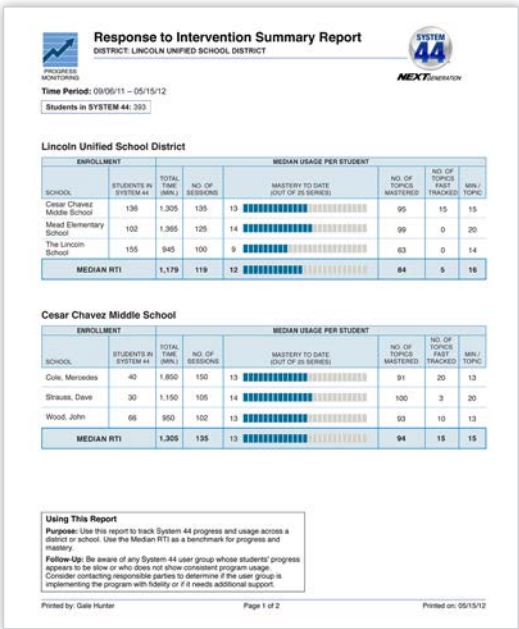 Response to Intervention Summary Report
DISTRICT: LINCOLN UNIFIED SCHOOL DISTRICT
SYSTEM
44
NEXT GENERATION
PROGRESS
MONITORING
Time Period: 09/06/11 – 05/15/12
Students in SYSTEM 44: 393
Lincoln Unified School District
ENROLLMENT MEDIAN USAGE PER STUDENT
SCHOOL STUDENTS IN SYSTEM 44 TOTAL TIME (MIN.) NO. OF SESSIONS MASTERY TO DATE (OUT OF 25 SERIES) NO. OF TOPICS MASTERED NO. OF TOPICS FAST TRACKED MIN./ TOPIC
Cesar Chavez Middle School 136 1,305 135 13 95 15 15
Mead Elementary School 102 1,365 125 14 99 0 20
The Lincoln School 155 945 100 9 63 0 14
MEDIAN RTI 1,179 119 12 84 5 16
Cesar Chavez Middle School
ENROLLMENT MEDIAN USAGE PER STUDENT
SCHOOL STUDENTS IN SYSTEM 44 TOTAL TIME (MIN.) NO. OF SESSIONS MASTERY TO DATE (OUT OF 25 SERIES) NO. OF TOPICS MASTERED NO. OF TOPICS FAST TRACKED MIN./ TOPIC
Cole, Mercedes 40 1,850 150 13 91 20 13
Strauss, Dave 30 1,150 105 14 100 3 20
Wood, John 66 950 102 13 93 10 13
MEDIAN RTI 1,305 135 13 94 15 15
Using This Report
Purpose: Use this report to track System 44 progress and usage across a
district or school. Use the Median RTI as a benchmark for progress and
mastery.
Follow-Up: Be aware of any System 44 user group whose students' progress
appears to be slow or who does not show consistent program usage.
Consider contacting responsible parties to determine if the user group is
implementing the program with fidelity or if it needs additional support.
Printed by: Gale Hunter Page 1 of 2 Printed on: 05/15/12